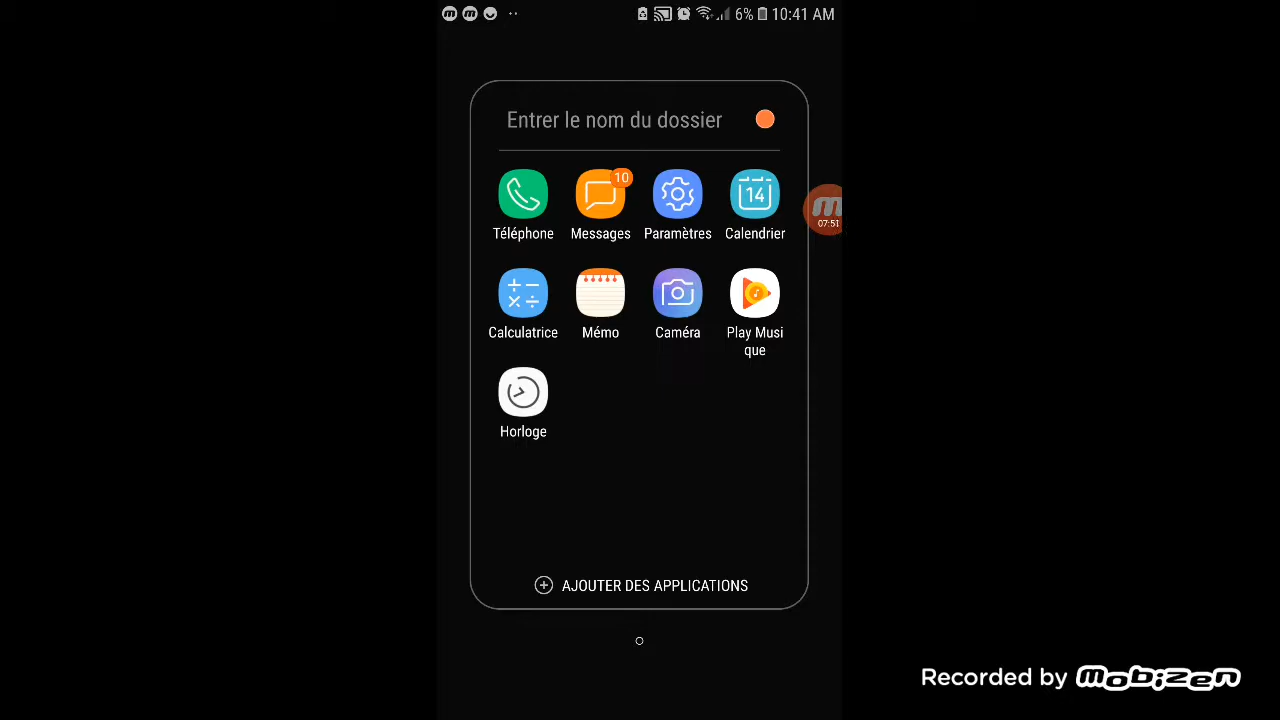 6% 10:41 AM
Entrer le nom du dossier
10
14
Téléphone Messages Paramètres Calendrier
07:51
Calculatrice Mémo Caméra Play Musi
que
Horloge
AJOUTER DES APPLICATIONS
Recorded by mobizen